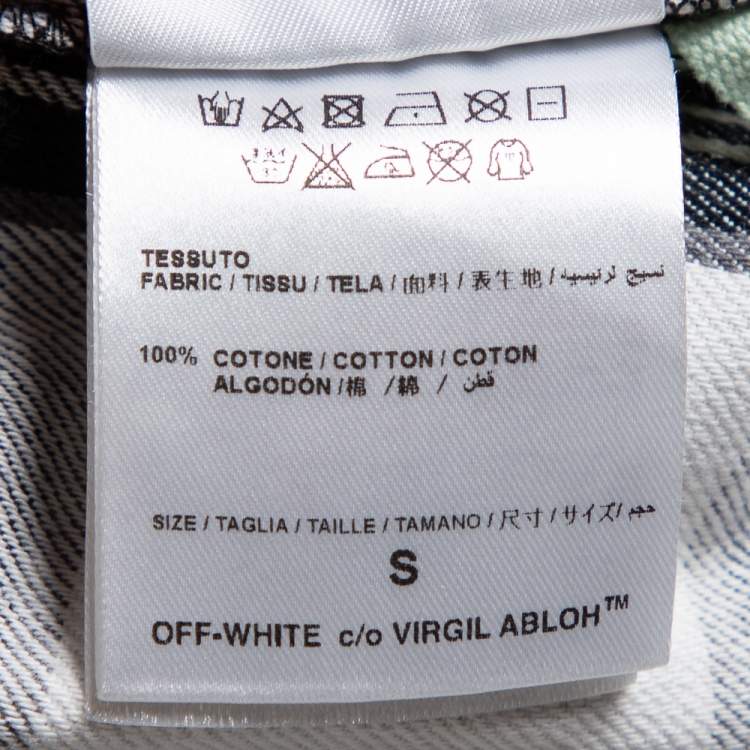 TESSUTO
FABRIC / TISSU / TELA / 面料 / 表生地 / نسيج لرئيسيه
100% COTONE / COTTON / COTON
ALGODÓN / 棉 / 綿 / قطن
SIZE / TAGLIA / TAILLE / TAMANO / 尺寸 / サイズ / حجم
S
OFF-WHITE c/o VIRGIL ABLOH™